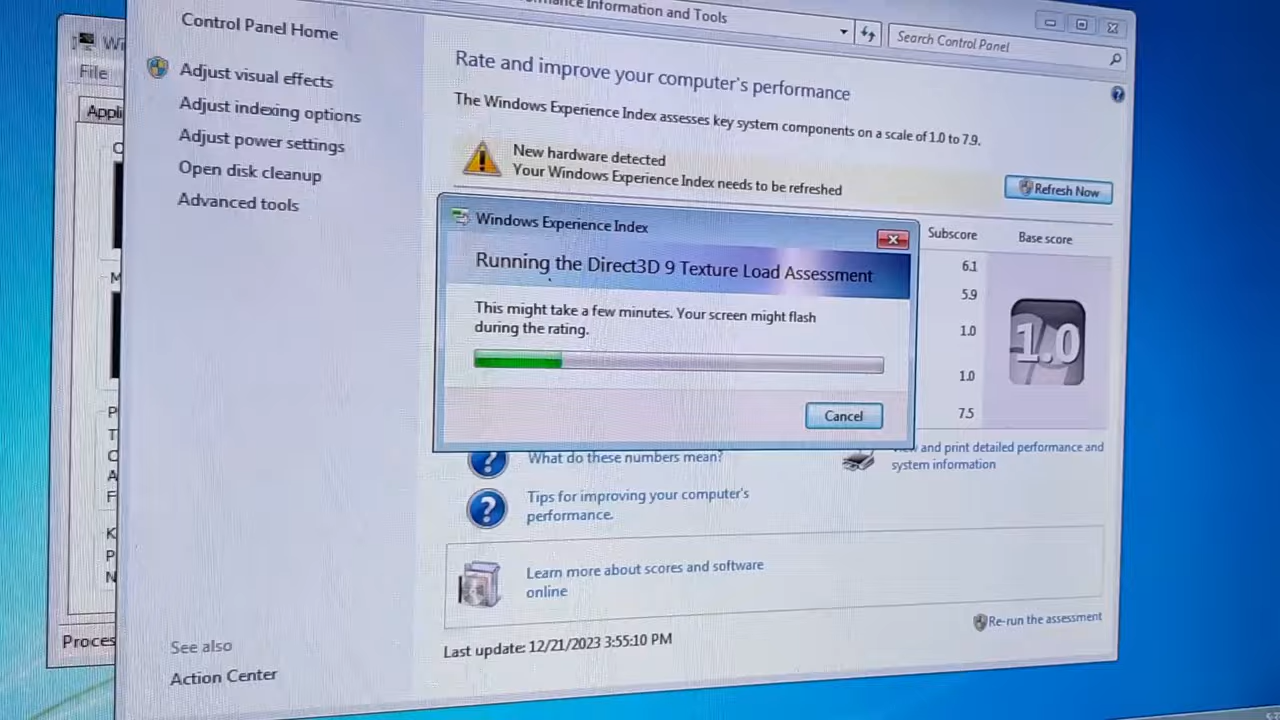 Information and Tools
Search Control Panel
Control Panel Home
Adjust visual effects
Adjust indexing options
Adjust power settings
Open disk cleanup
Advanced tools
See also
Action Center
File
Rate and improve your computer's performance
The Windows Experience Index assesses key system components on a scale of 1.0 to 7.9.
New hardware detected
Your Windows Experience Index needs to be refreshed
Refresh Now
Subscore
Base score
6.1
5.9
1.0
1.0
7.5
1.0
Windows Experience Index
Running the Direct3D 9 Texture Load Assessment
This might take a few minutes. Your screen might flash
during the rating.
Cancel
What do these numbers mean?
and print detailed performance and
system information
Tips for improving your computer's
performance.
Learn more about scores and software
online
Re-run the assessment
Last update: 12/21/2023 3:55:10 PM